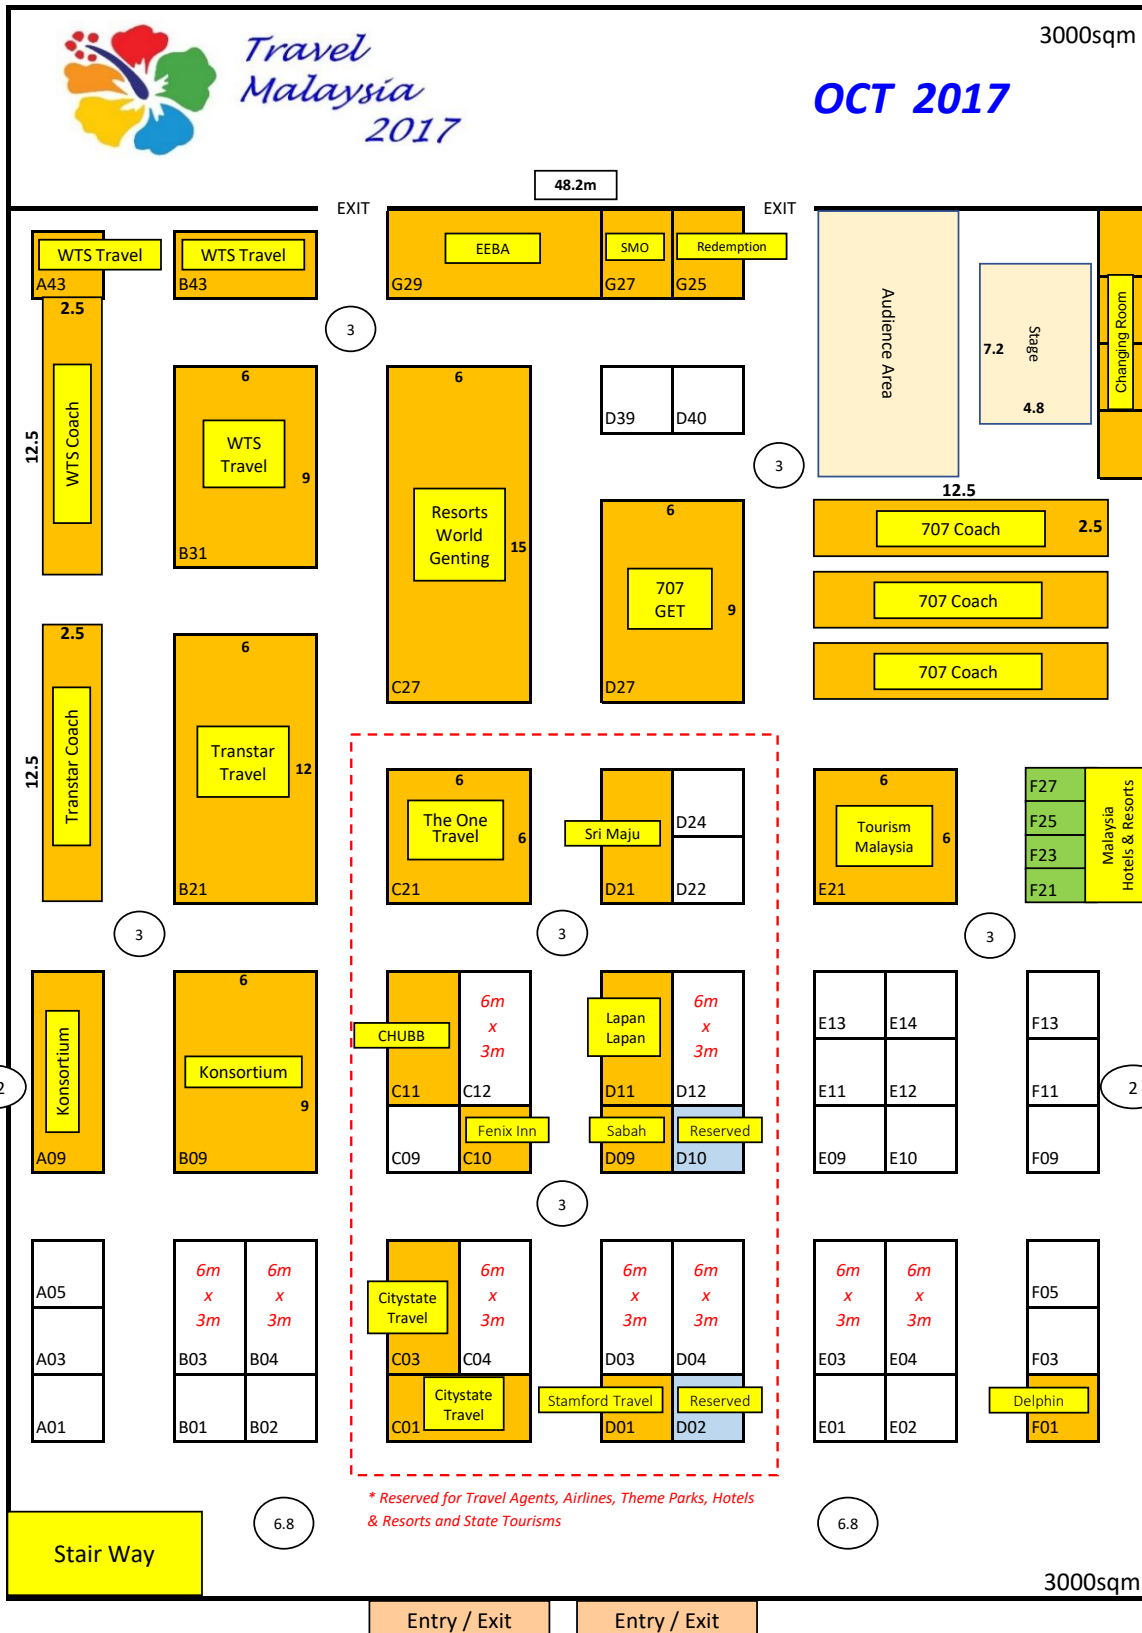 3000sqm
Travel
Malaysia
2017
OCT 2017
48.2m
EXIT
EXIT
WTS Travel
A43
WTS Travel
B43
EEBA
G29
SMO
G27
Redemption
G25
Audience Area
Stage
7.2
4.8
Changing Room
3
2.5
12.5
WTS Coach
6
WTS
Travel
9
B31
6
Resorts
World
Genting
15
C27
D39
D40
3
6
707
GET
9
D27
12.5
707 Coach
2.5
707 Coach
707 Coach
2.5
12.5
Transtar Coach
6
Transtar
Travel
12
B21
6
The One
Travel
6
C21
Sri Maju
D21
D24
D22
6
Tourism
Malaysia
6
E21
F27
F25
F23
F21
Malaysia
Hotels & Resorts
3
3
3
2
Konsortium
A09
6
Konsortium
9
B09
CHUBB
C11
6m
x
3m
C12
C09
Fenix Inn
C10
Lapan
Lapan
D11
6m
x
3m
D12
Sabah
D09
Reserved
D10
E13
E14
E11
E12
E09
E10
F13
F11
F09
2
3
A05
A03
A01
6m
x
3m
B03
6m
x
3m
B04
B01
B02
Citystate
Travel
C03
6m
x
3m
C04
Citystate
Travel
C01
6m
x
3m
D03
6m
x
3m
D04
Stamford Travel
D01
Reserved
D02
6m
x
3m
E03
6m
x
3m
E04
E01
E02
F05
F03
Delphin
F01
* Reserved for Travel Agents, Airlines, Theme Parks, Hotels
& Resorts and State Tourisms
6.8
6.8
Stair Way
3000sqm
Entry / Exit
Entry / Exit